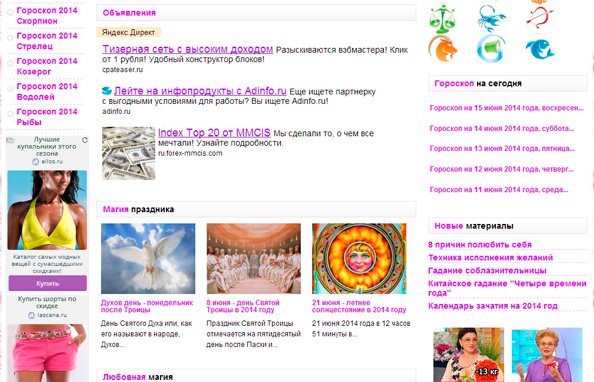 Гороскоп 2014
Скорпион
Гороскоп 2014
Стрелец
Гороскоп 2014
Козерог
Гороскоп 2014
Водолей
Гороскоп 2014
Рыбы
Лучшие
купальники этого
сезона
elios.ru
Каталог самых модных
вещей с сумасшедшими
скидками!
Купить
Купить шорты по
скидке
lascana.ru
Объявления
Яндекс Директ
Тизерная сеть с высоким доходом Разыскиваются вэбмастера! Клик
от 1 рубля! Удобный конструктор блоков!
cpateaser.ru
Лейте на инфопродукты с Adinfo.ru Еще ищете партнерку
с выгодными условиями для работы? Вы ищете Adinfo.ru!
adinfo.ru
Index Top 20 от MMCIS Мы сделали то, о чем все
мечтали! Узнайте подробности.
ru.forex-mmcis.com
Магия праздника
Духов день - понедельник
после Троицы
День Святого Духа или, как
его называют в народе,
Духов...
8 июня - день Святой
Троицы в 2014 году
Праздник Святой Троицы
отмечается на пятидесятый
день после Пасхи и...
21 июня - летнее
солнцестояние в 2014 году
21 июня 2014 года в 12 часов
51 минуты в...
Любовная магия
Гороскоп на сегодня
Гороскоп на 15 июня 2014 года, воскресен...
Гороскоп на 14 июня 2014 года, суббота...
Гороскоп на 13 июня 2014 года, пятница...
Гороскоп на 12 июня 2014 года, четверг...
Гороскоп на 11 июня 2014 года, среда...
Новые материалы
8 причин полюбить себя
Техника исполнения желаний
Гадание соблазнительницы
Китайское гадание "Четыре времени
года"
Календарь зачатия на 2014 год
-13 кг